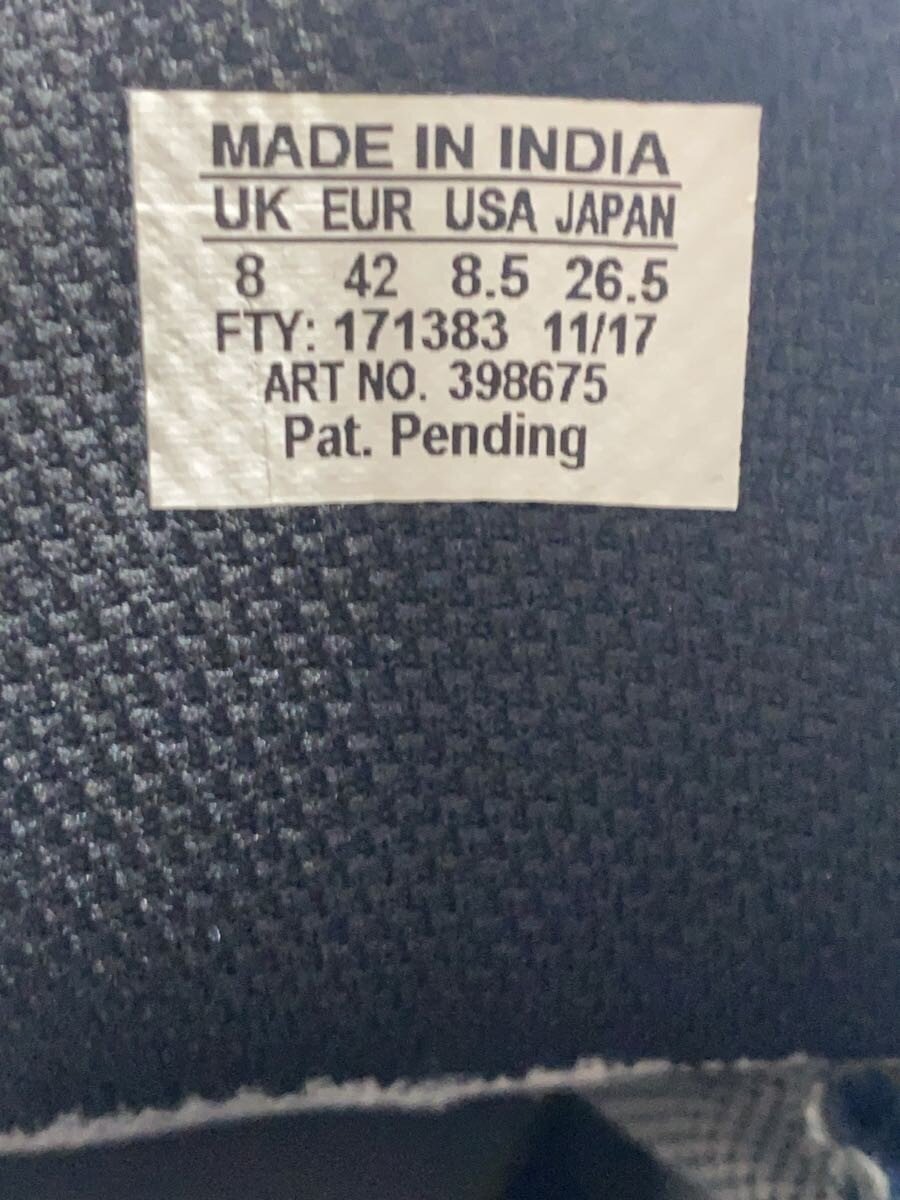 MADE IN INDIA
UK EUR USA JAPAN
8 42 8.5 26.5
FTY: 171383 11/17
ART NO. 398675
Pat. Pending